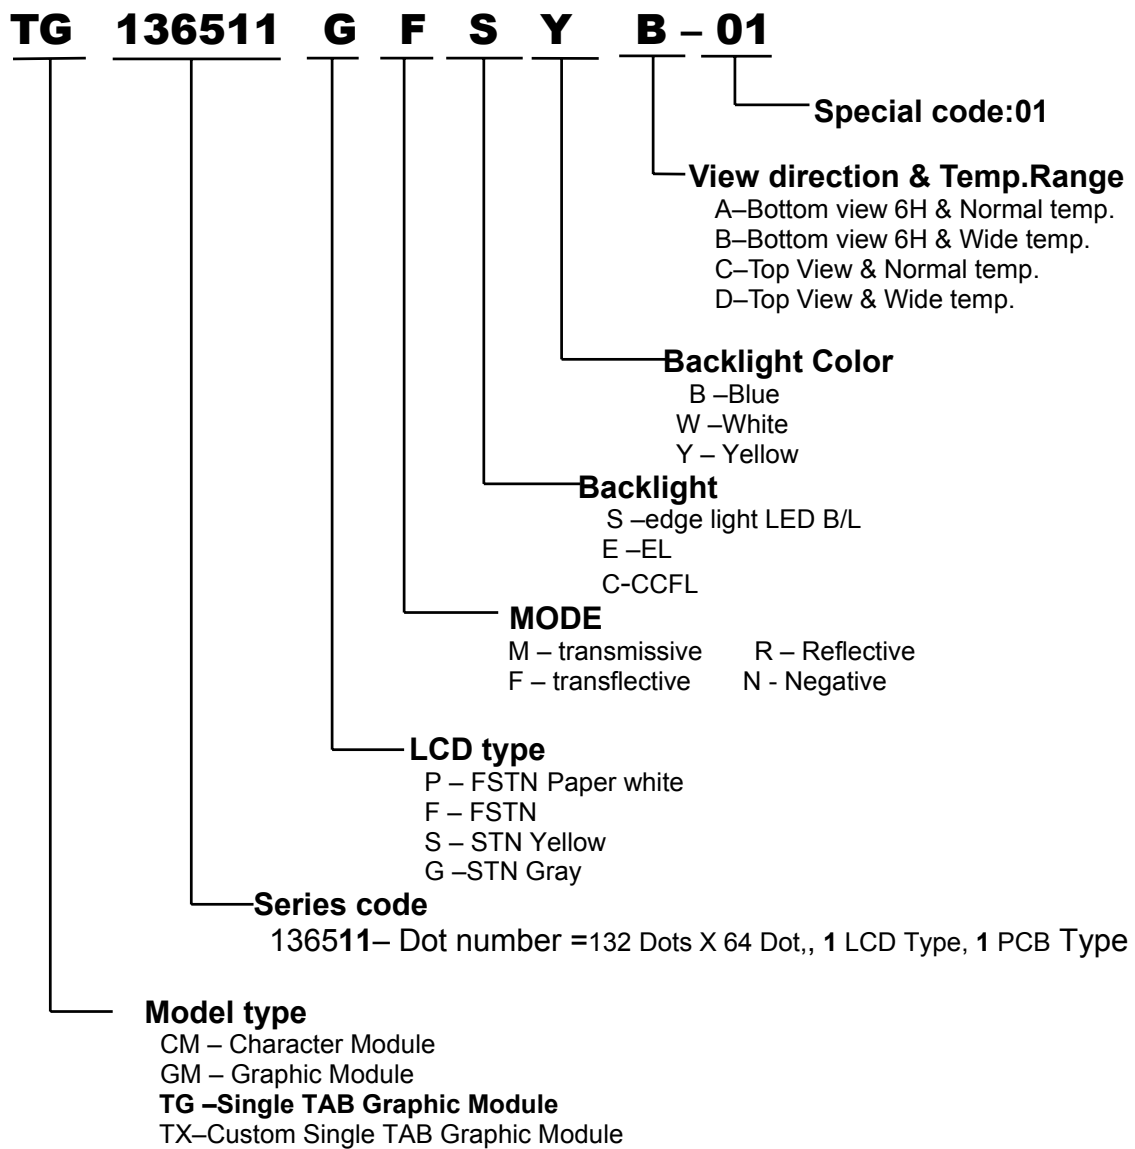 TG 136511 G F S Y B – 01
Special code:01
View direction & Temp.Range
A–Bottom view 6H & Normal temp.
B–Bottom view 6H & Wide temp.
C–Top View & Normal temp.
D–Top View & Wide temp.
Backlight Color
B –Blue
W –White
Y – Yellow
Backlight
S –edge light LED B/L
E –EL
C-CCFL
MODE
M – transmissive R – Reflective
F – transflective N - Negative
LCD type
P – FSTN Paper white
F – FSTN
S – STN Yellow
G –STN Gray
Series code
136511– Dot number =132 Dots X 64 Dot,, 1 LCD Type, 1 PCB Type
Model type
CM – Character Module
GM – Graphic Module
TG –Single TAB Graphic Module
TX–Custom Single TAB Graphic Module